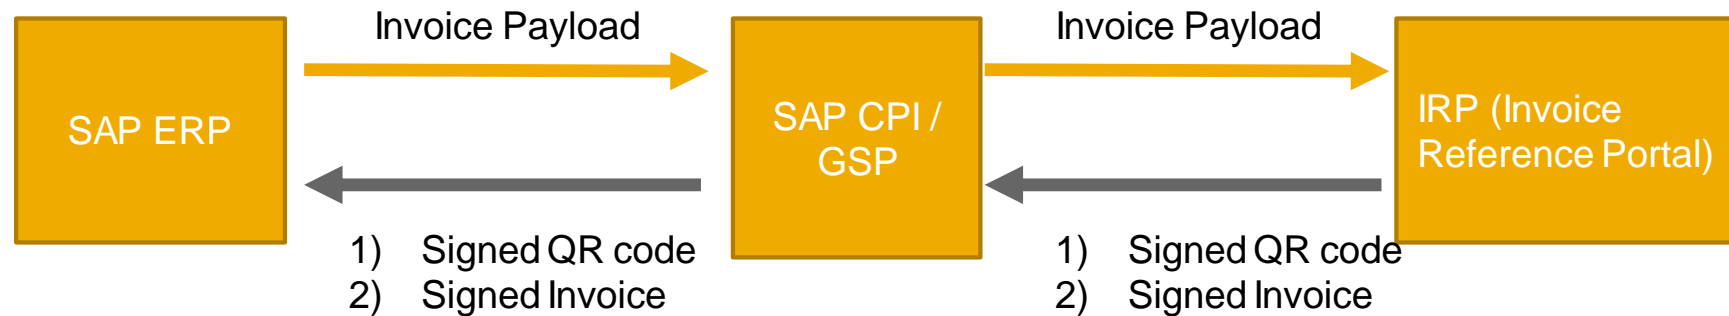 Invoice Payload
Invoice Payload
SAP ERP
SAP CPI /
GSP
IRP (Invoice
Reference Portal)
1) Signed QR code
2) Signed Invoice
1) Signed QR code
2) Signed Invoice